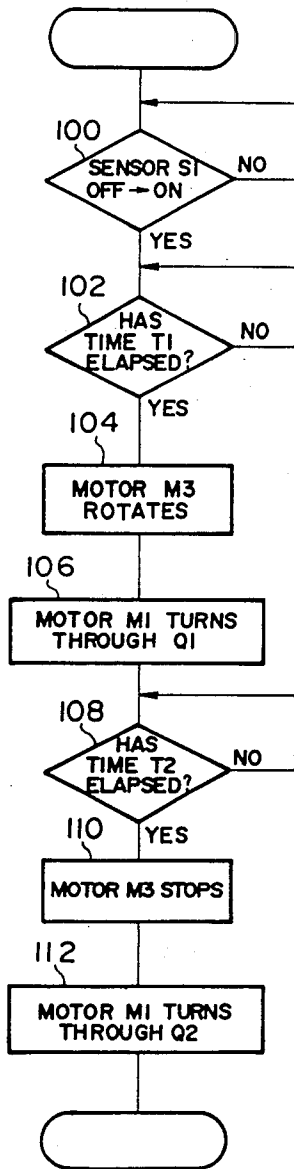 100
SENSOR S1
OFF → ON
NO
YES
102
HAS
TIME T1
ELAPSED?
NO
YES
104
MOTOR M3
ROTATES
106
MOTOR M1 TURNS
THROUGH Q1
108
HAS
TIME T2
ELAPSED?
NO
YES
110
MOTOR M3 STOPS
112
MOTOR M1 TURNS
THROUGH Q2